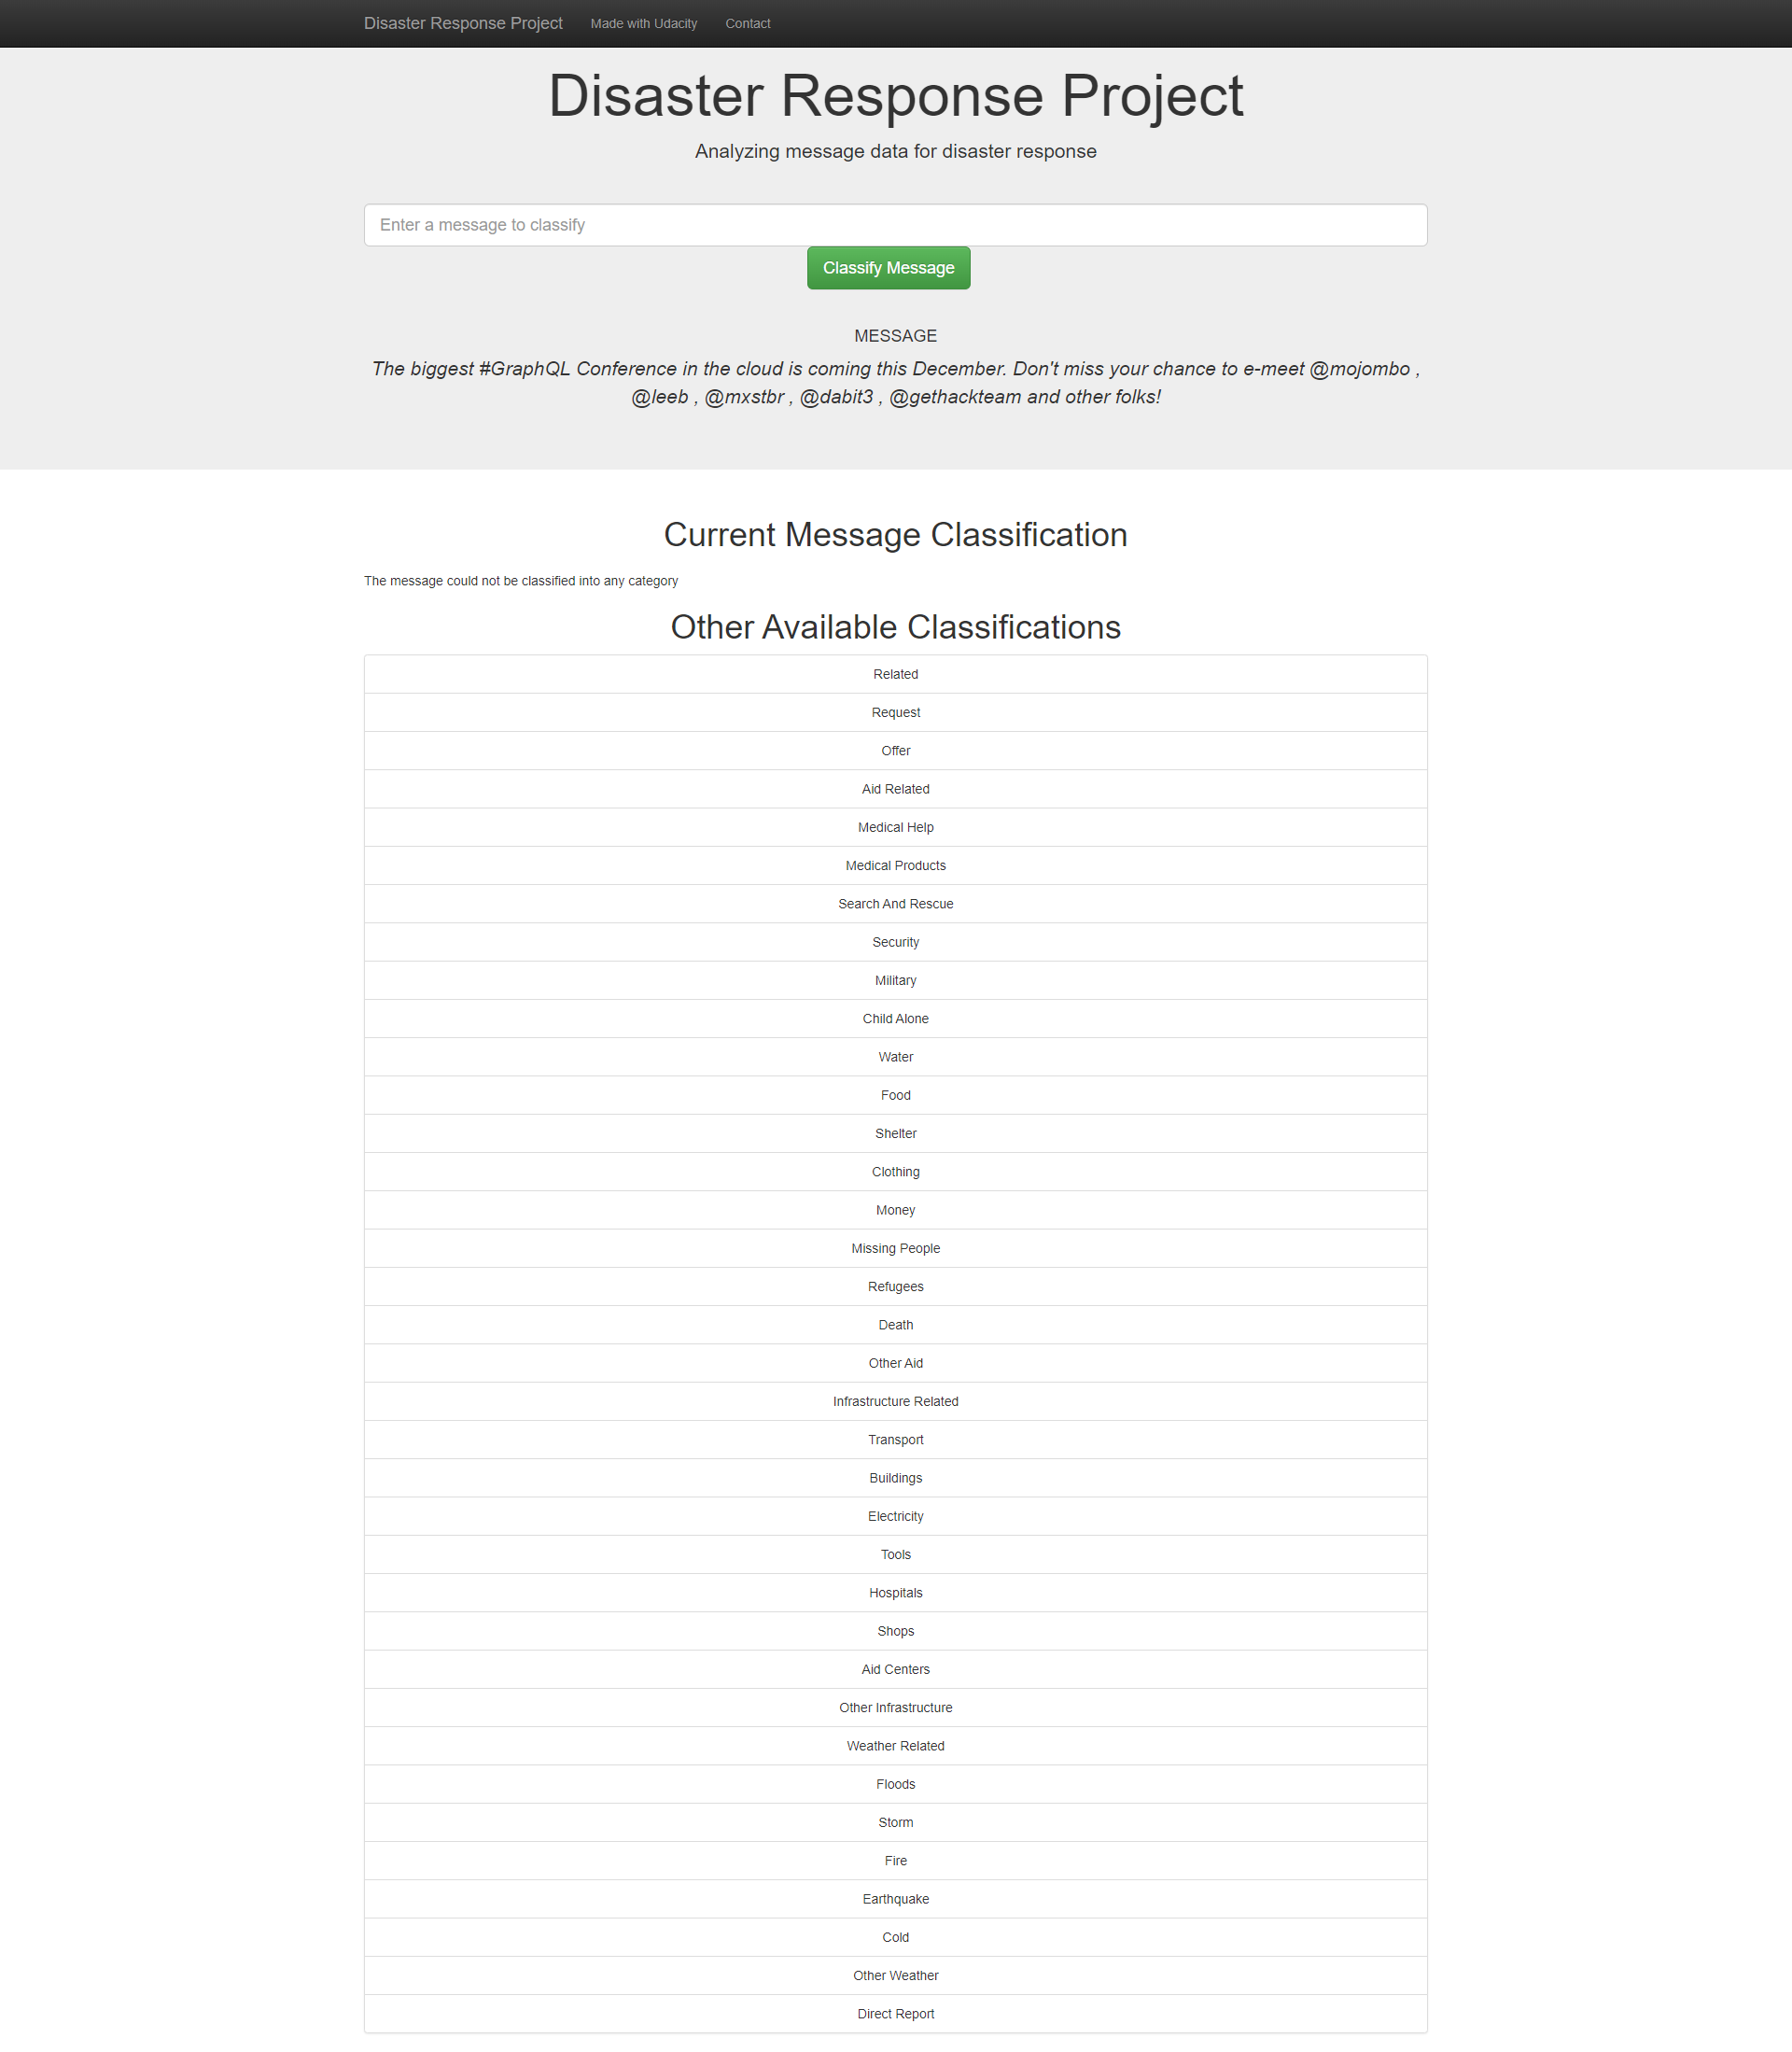 Disaster Response Project Made with Udacity Contact
Disaster Response Project
Analyzing message data for disaster response
Enter a message to classify
Classify Message
MESSAGE
The biggest #GraphQL Conference in the cloud is coming this December. Don't miss your chance to e-meet @mojombo ,
@leeb , @mxstbr , @dabit3 , @gethackteam and other folks!
Current Message Classification
The message could not be classified into any category
Other Available Classifications
Related
Request
Offer
Aid Related
Medical Help
Medical Products
Search And Rescue
Security
Military
Child Alone
Water
Food
Shelter
Clothing
Money
Missing People
Refugees
Death
Other Aid
Infrastructure Related
Transport
Buildings
Electricity
Tools
Hospitals
Shops
Aid Centers
Other Infrastructure
Weather Related
Floods
Storm
Fire
Earthquake
Cold
Other Weather
Direct Report